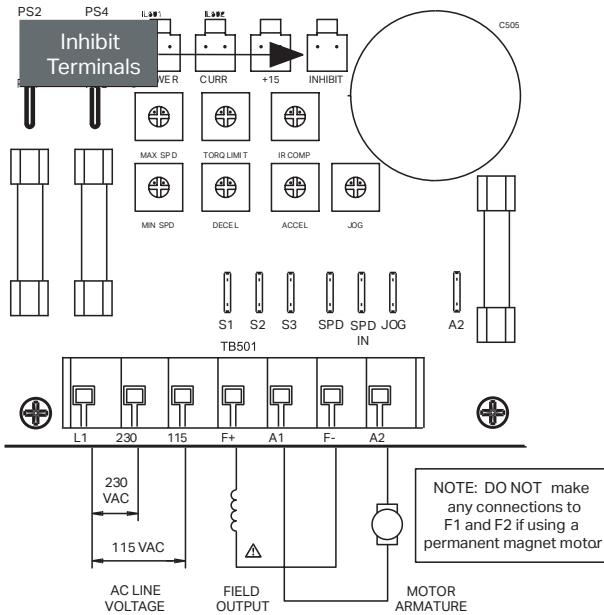 PS2
PS4
C505
Inhibit
Terminals
CURR
+15
INHIBIT
MAX SPD
TORQ LIMIT
IR COMP
MIN SPD
DECEL
ACCEL
JOG
S1
S2
S3
SPD
SPD
IN
JOG
A2
TB501
L1
230
115
F+
A1
F-
A2
230
VAC
115 VAC
AC LINE
VOLTAGE
FIELD
OUTPUT
MOTOR
ARMATURE
NOTE: DO NOT make
any connections to
F1 and F2 if using a
permanent magnet motor